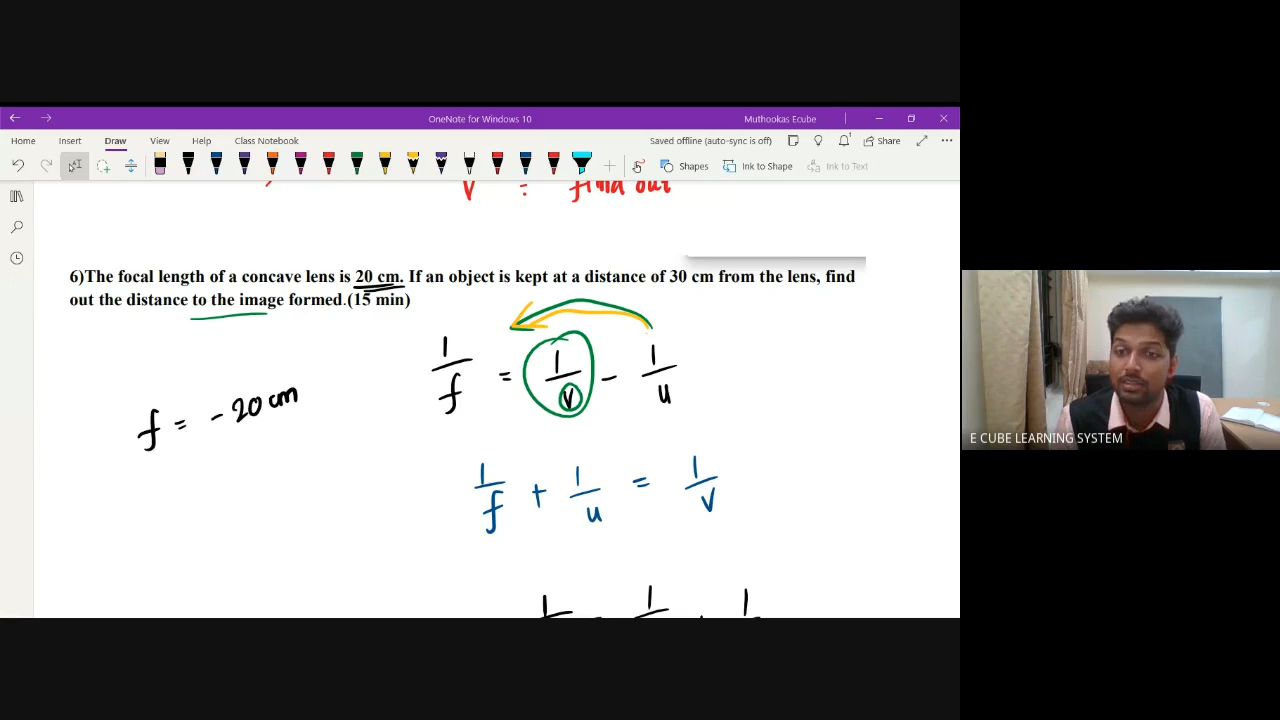 OneNote for Windows 10
Muthookas Ecube
Home Insert Draw View Help Class Notebook
Saved offline (auto-sync is off)
Share
Shapes Ink to Shape Ink to Text
v : find out
6)The focal length of a concave lens is 20 cm. If an object is kept at a distance of 30 cm from the lens, find
out the distance to the image formed.(15 min)
1/f = 1/v - 1/u
f = -20 cm
1/f + 1/u = 1/v
E CUBE LEARNING SYSTEM